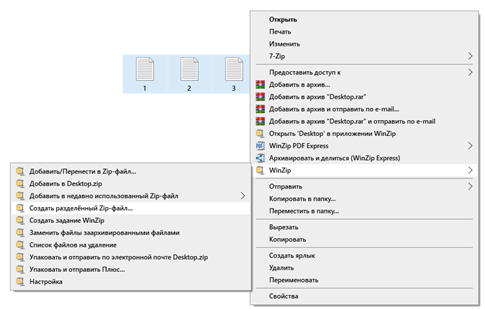 1 2 3
Открыть
Печать
Изменить
7-Zip
Предоставить доступ к
Добавить в архив...
Добавить в архив "Desktop.rar"
Добавить в архив и отправить по e-mail...
Добавить в архив "Desktop.rar" и отправить по e-mail
Открыть 'Desktop' в приложении WinZip
WinZip PDF Express
Архивировать и делиться (WinZip Express)
WinZip
Отправить
Копировать в папку...
Переместить в папку...
Вырезать
Копировать
Создать ярлык
Удалить
Переименовать
Свойства
Добавить/Перенести в Zip-файл...
Добавить в Desktop.zip
Добавить в недавно использованный Zip-файл
Создать разделённый Zip-файл...
Создать задание WinZip
Заменить файлы заархивированными файлами
Список файлов на удаление
Упаковать и отправить по электронной почте Desktop.zip
Упаковать и отправить Плюс...
Настройка